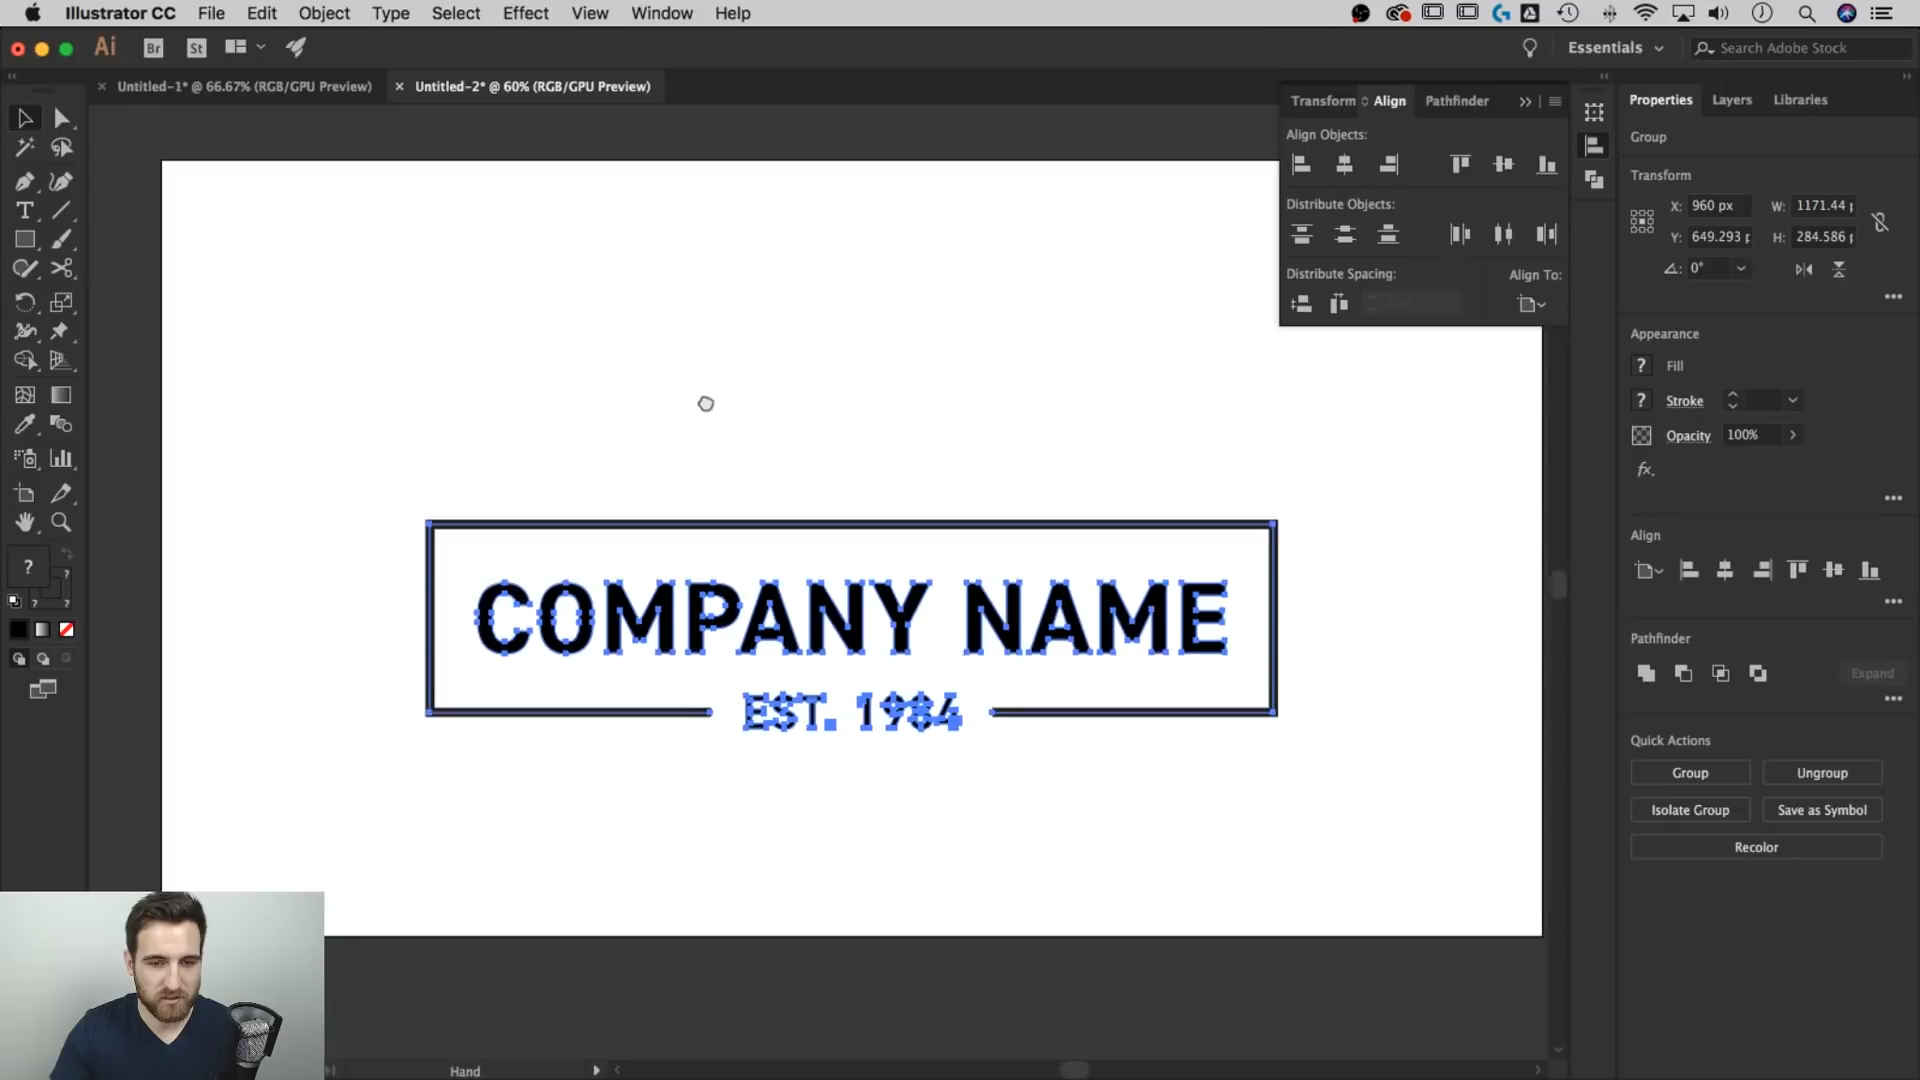 Illustrator CC File Edit Object Type Select Effect View Window Help
Ai Br St Essentials Search Adobe Stock
Untitled-1* @ 66.67% (RGB/GPU Preview) Untitled-2* @ 60% (RGB/GPU Preview)
Transform Align Pathfinder
Align Objects:
Distribute Objects:
Distribute Spacing: Align To:
Properties Layers Libraries
Group
Transform
X: 960 px W: 1171.44
Y: 649.293 H: 284.586
0°
Appearance
? Fill
? Stroke
Opacity 100%
fx.
Align
Pathfinder
Expand
Quick Actions
Group Ungroup
Isolate Group Save as Symbol
Recolor
COMPANY NAME
EST. 1984
Hand